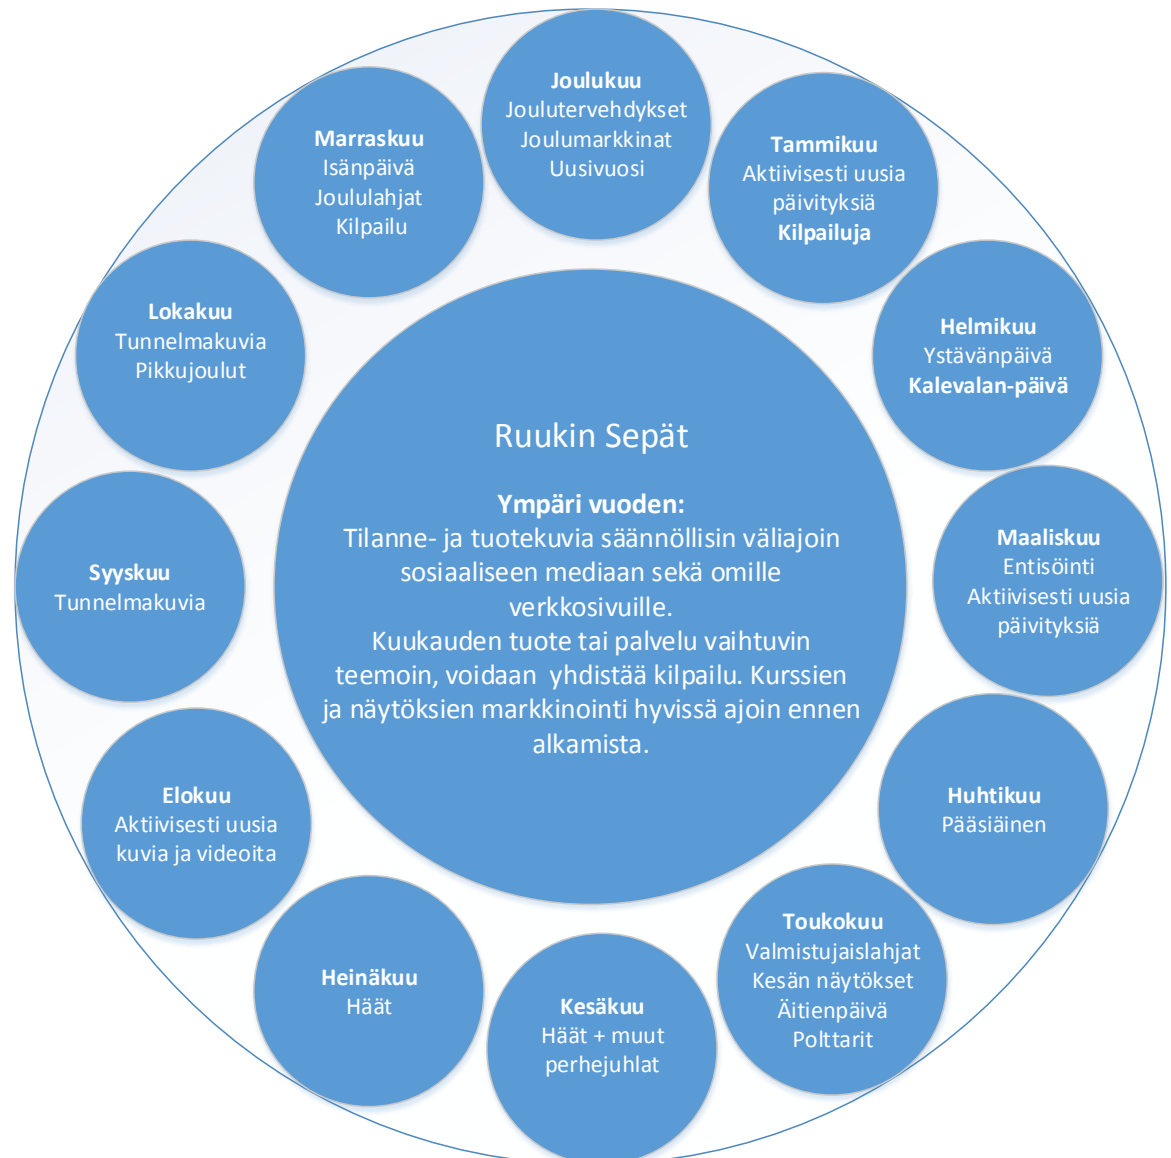 Joulukuu
Joulutervehdykset
Joulumarkkinat
Uusivuosi
Tammikuu
Aktiivisesti uusia
päivityksiä
Kilpailuja
Helmikuu
Ystävänpäivä
Kalevalan-päivä
Maaliskuu
Entisöinti
Aktiivisesti uusia
päivityksiä
Huhtikuu
Pääsiäinen
Toukokuu
Valmistujaislahjat
Kesän näytökset
Äitienpäivä
Polttarit
Kesäkuu
Häät + muut
perhejuhlat
Heinäkuu
Häät
Elokuu
Aktiivisesti uusia
kuvia ja videoita
Syyskuu
Tunnelmakuvia
Lokakuu
Tunnelmakuvia
Pikkujoulut
Marraskuu
Isänpäivä
Joululahjat
Kilpailu
Ruukin Sepät
Ympäri vuoden:
Tilanne- ja tuotekuvia säännöllisin väliajoin
sosiaaliseen mediaan sekä omille
verkkosivuille.
Kuukauden tuote tai palvelu vaihtuvin
teemoin, voidaan  yhdistää kilpailu. Kurssien
ja näytöksien markkinointi hyvissä ajoin ennen
alkamista.